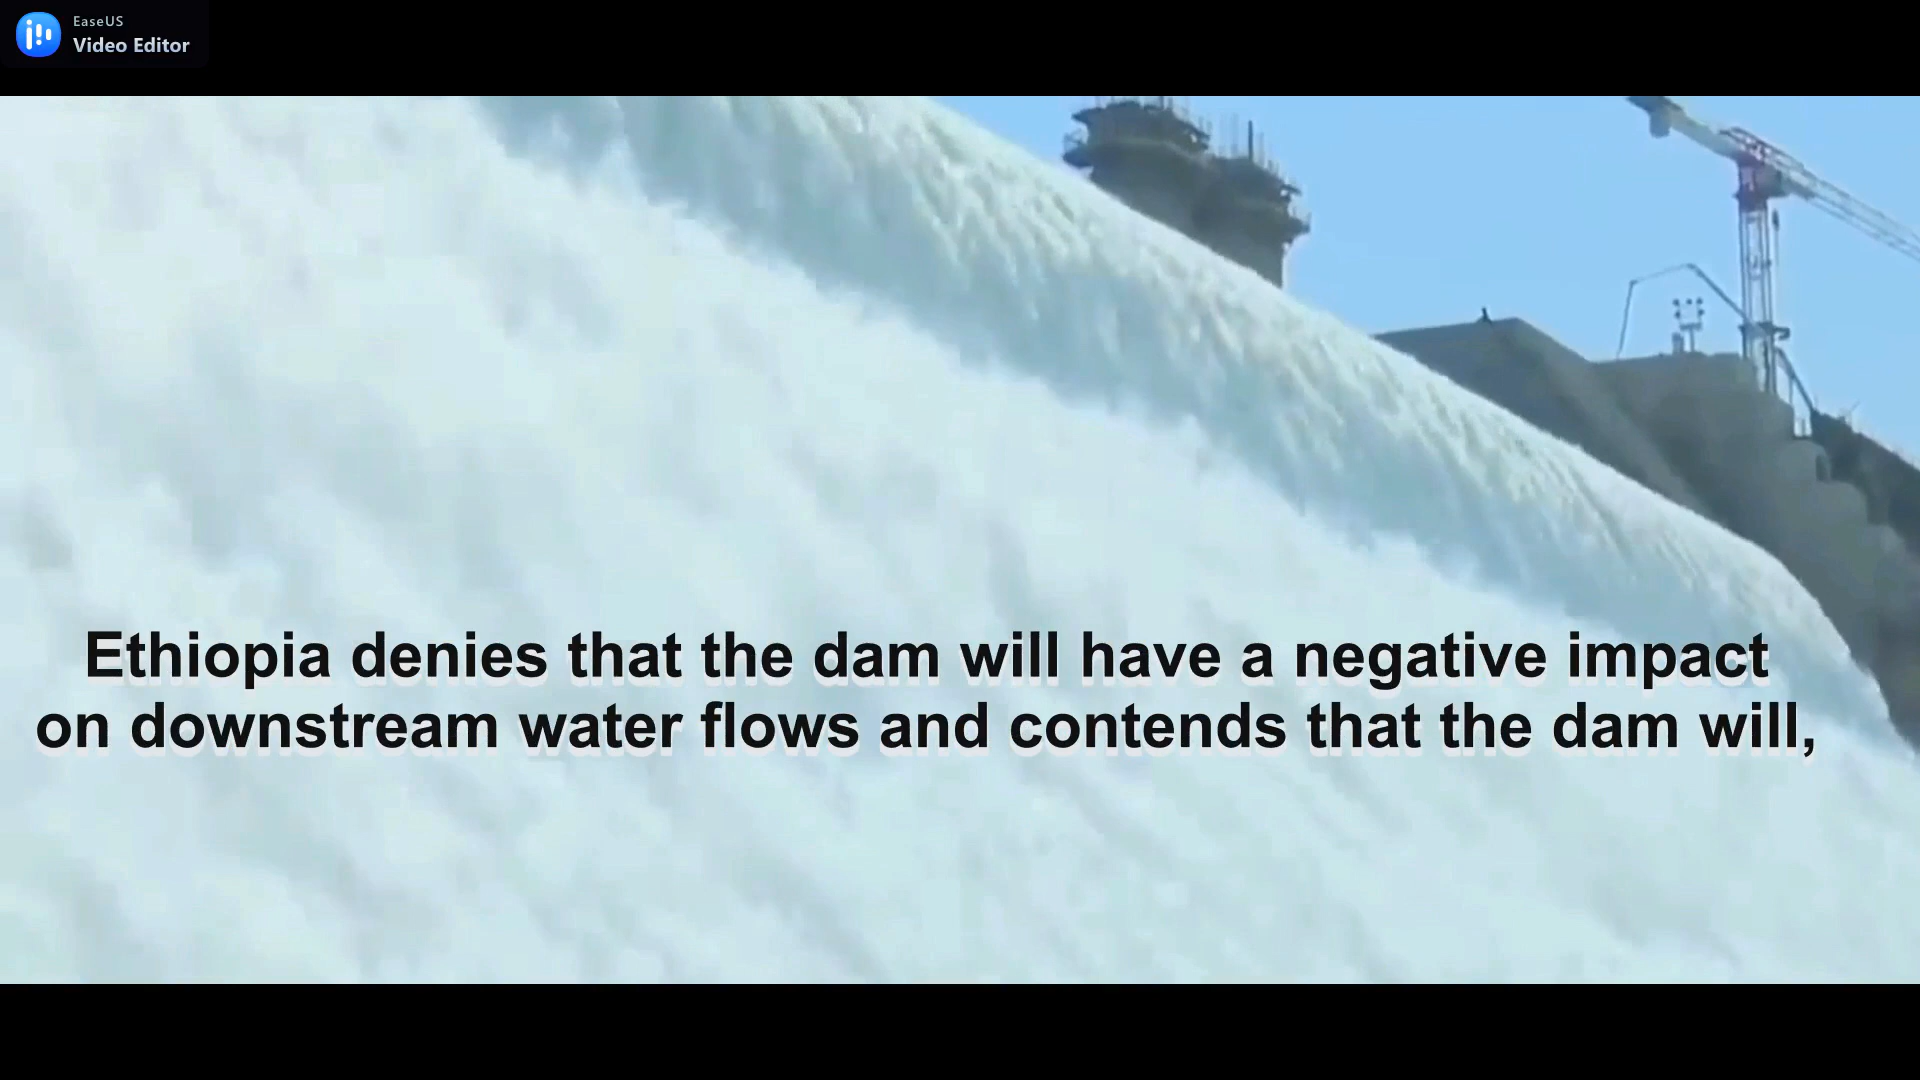 EaseUS
Video Editor
Ethiopia denies that the dam will have a negative impact
on downstream water flows and contends that the dam will,